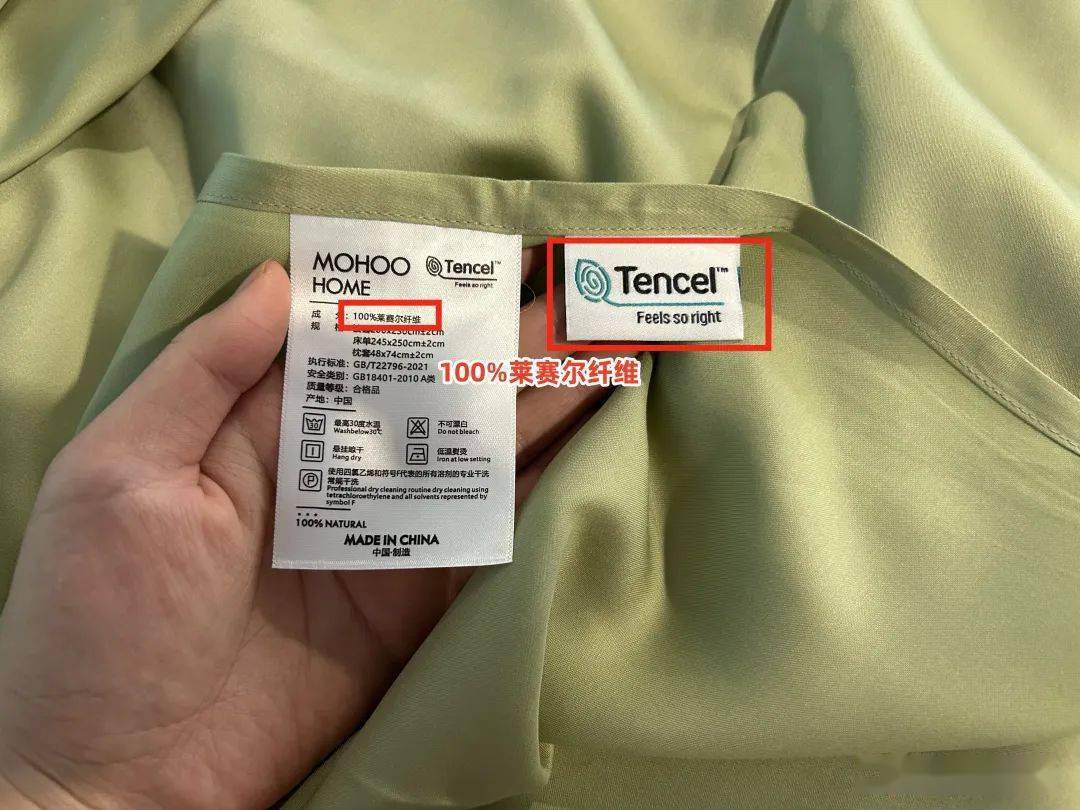 MOHOO
HOME
Tencel™
Feels so right
成 分：100%莱赛尔纤维
床单245x250cm±2cm
枕套48x74cm±2cm
执行标准：GB/T22796-2021
安全类别：GB18401-2010 A类
质量等级：合格品
产地：中国
最高30度水温
Washbelow30℃
不可漂白
Do not bleach
悬挂晾干
Hang dry
低温熨烫
Iron at low setting
P
使用四氯乙烯和符号F代表的所有溶剂的专业干洗
常规干洗
Professional dry cleaning routine dry cleaning using
tetrachloroethylene and all solvents represented by
symbol F
100% NATURAL
MADE IN CHINA
中国·制造
Tencel™
Feels so right
100%莱赛尔纤维